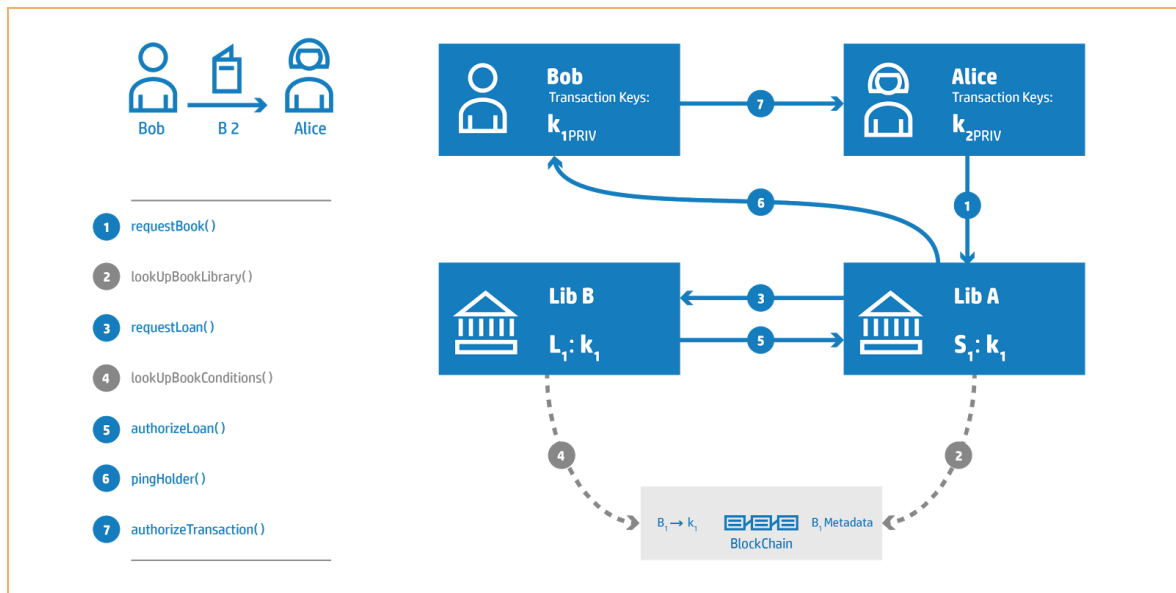 Bob
B 2
Alice
1 requestBook( )
2 lookUpBookLibrary( )
3 requestLoan( )
4 lookUpBookConditions( )
5 authorizeLoan( )
6 pingHolder( )
7 authorizeTransaction( )
Bob
Transaction Keys:
k1PRIV
7
Alice
Transaction Keys:
k2PRIV
6
1
Lib B
L1: k1
3
5
Lib A
S1: k1
4
2
B1 → k1
B1 Metadata
BlockChain